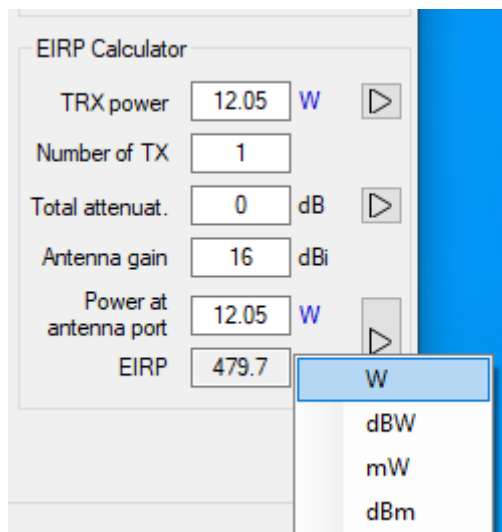 EIRP Calculator
TRX power 12.05 W
Number of TX 1
Total attenuat. 0 dB
Antenna gain 16 dBi
Power at
antenna port 12.05 W
EIRP 479.7
W
dBW
mW
dBm